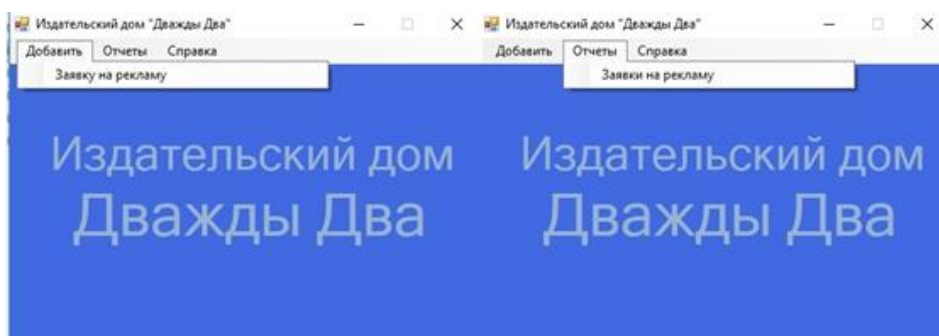 Издательский дом "Дважды Два"
Добавить Отчеты Справка
Заявку на рекламу
Издательский дом
Дважды Два
Издательский дом "Дважды Два"
Добавить Отчеты Справка
Заявки на рекламу
Издательский дом
Дважды Два